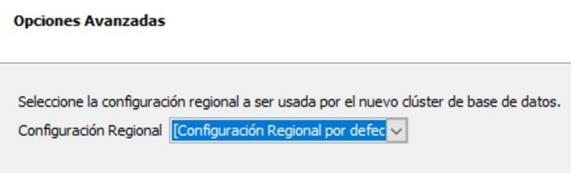 Opciones Avanzadas
Seleccione la configuración regional a ser usada por el nuevo clúster de base de datos.
Configuración Regional [Configuración Regional por defec